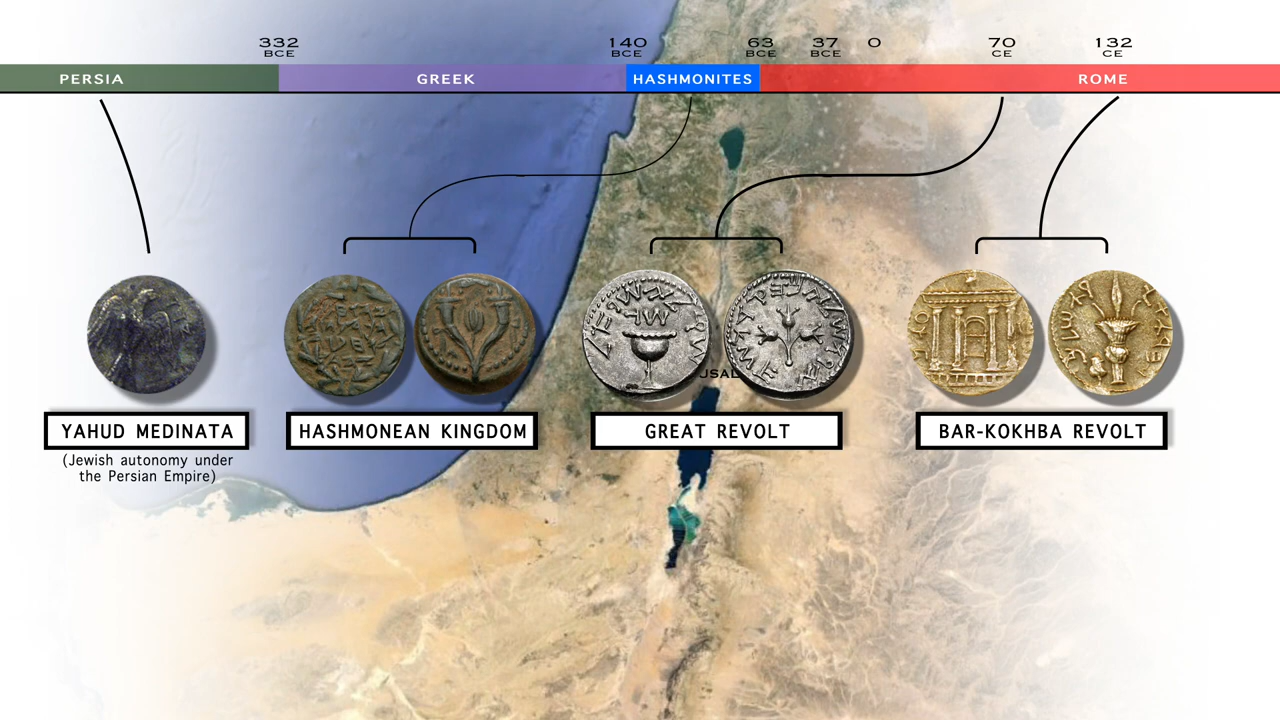 332
BCE
140
BCE
63
BCE
37
BCE
0
70
CE
132
CE
PERSIA
GREEK
HASHMONITES
ROME
USAL
YAHUD MEDINATA
(Jewish autonomy under
the Persian Empire)
HASHMONEAN KINGDOM
GREAT REVOLT
BAR-KOKHBA REVOLT